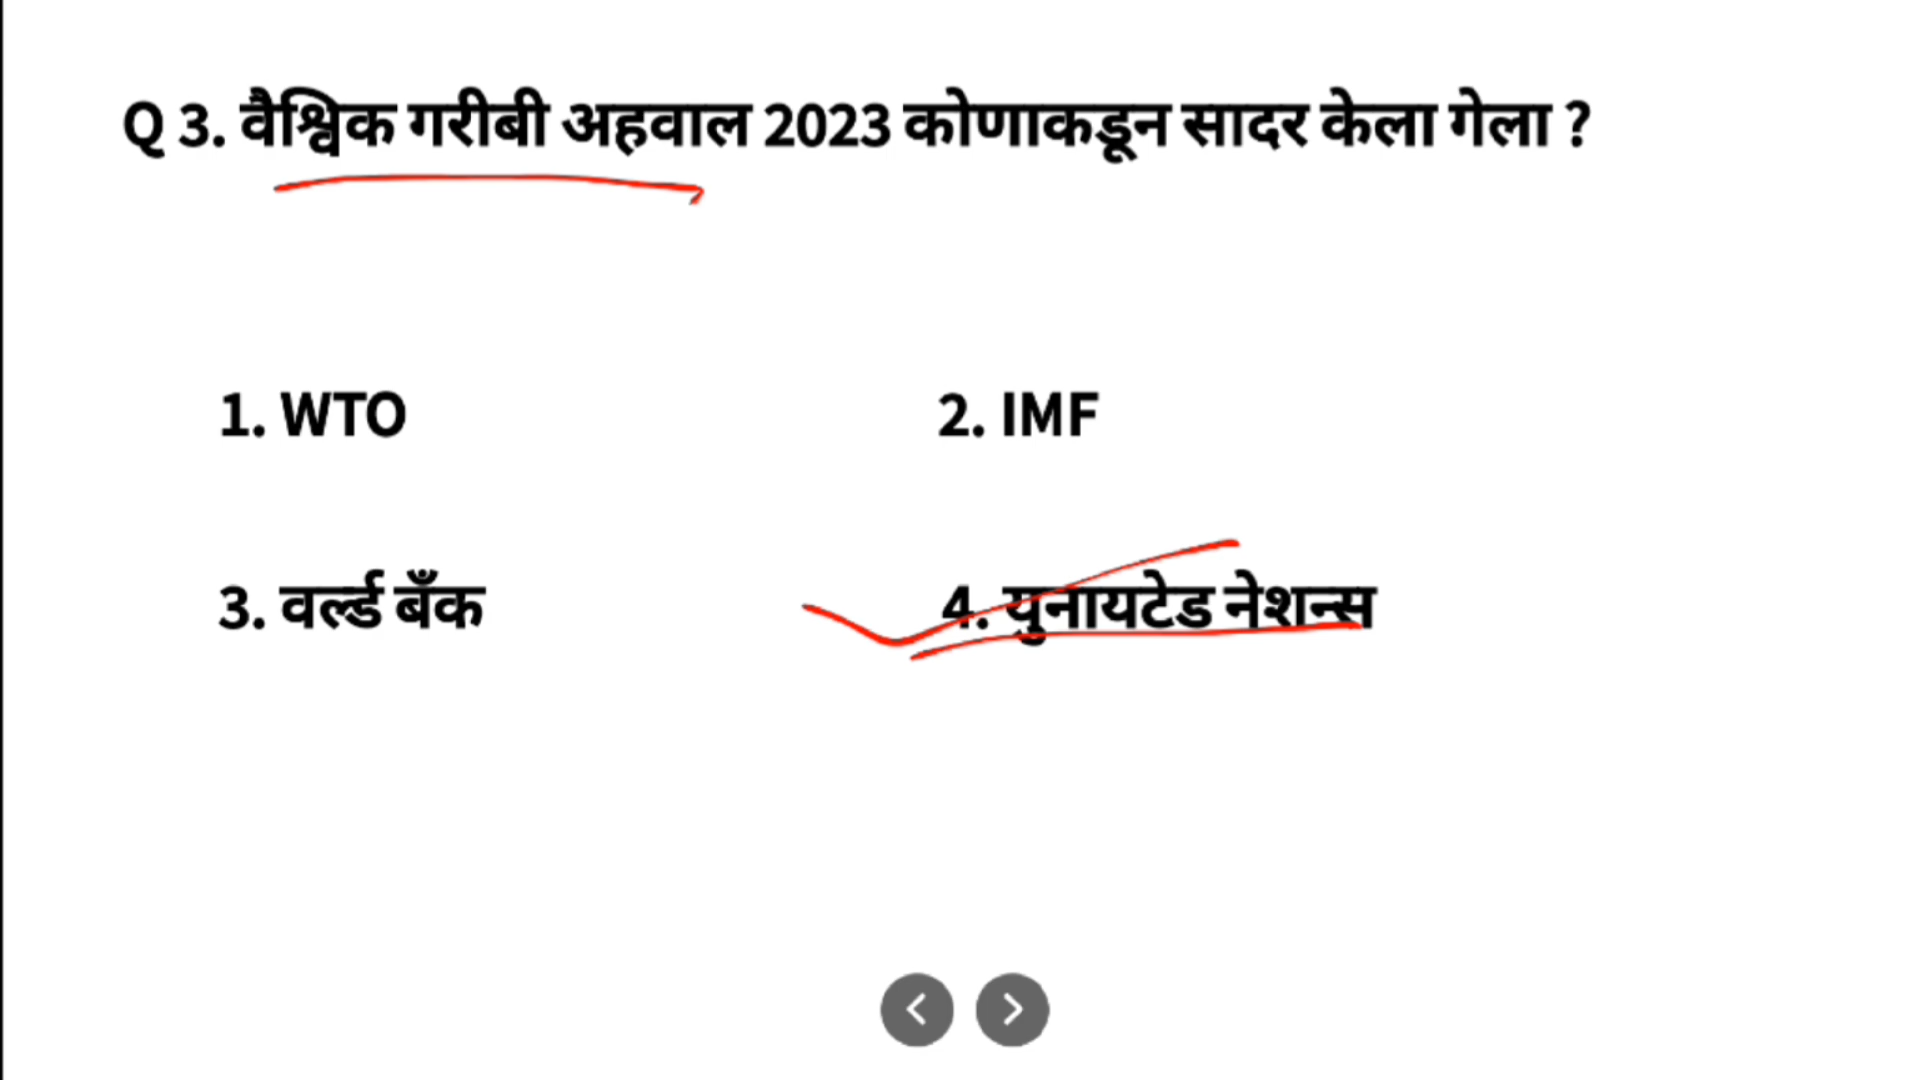 Q 3. वैश्विक गरीबी अहवाल 2023 कोणाकडून सादर केला गेला ?
1. WTO
2. IMF
3. वर्ल्ड बँक
4. युनायटेड नेशन्स